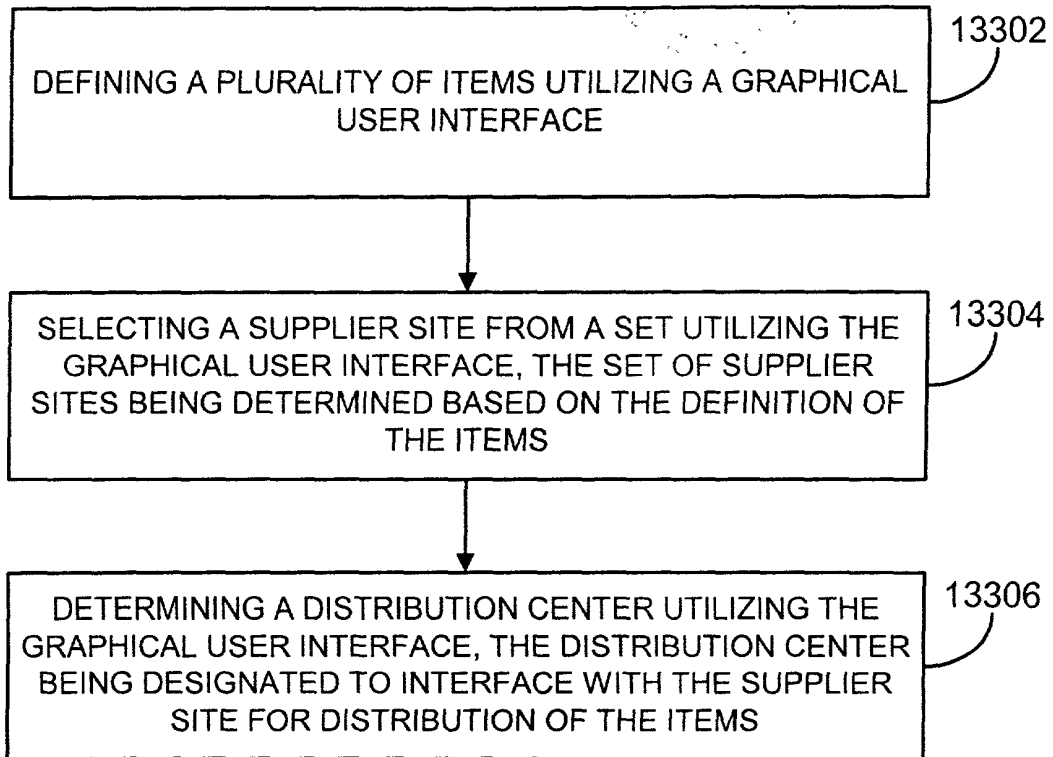 13302
DEFINING A PLURALITY OF ITEMS UTILIZING A GRAPHICAL
USER INTERFACE
13304
SELECTING A SUPPLIER SITE FROM A SET UTILIZING THE
GRAPHICAL USER INTERFACE, THE SET OF SUPPLIER
SITES BEING DETERMINED BASED ON THE DEFINITION OF
THE ITEMS
13306
DETERMINING A DISTRIBUTION CENTER UTILIZING THE
GRAPHICAL USER INTERFACE, THE DISTRIBUTION CENTER
BEING DESIGNATED TO INTERFACE WITH THE SUPPLIER
SITE FOR DISTRIBUTION OF THE ITEMS